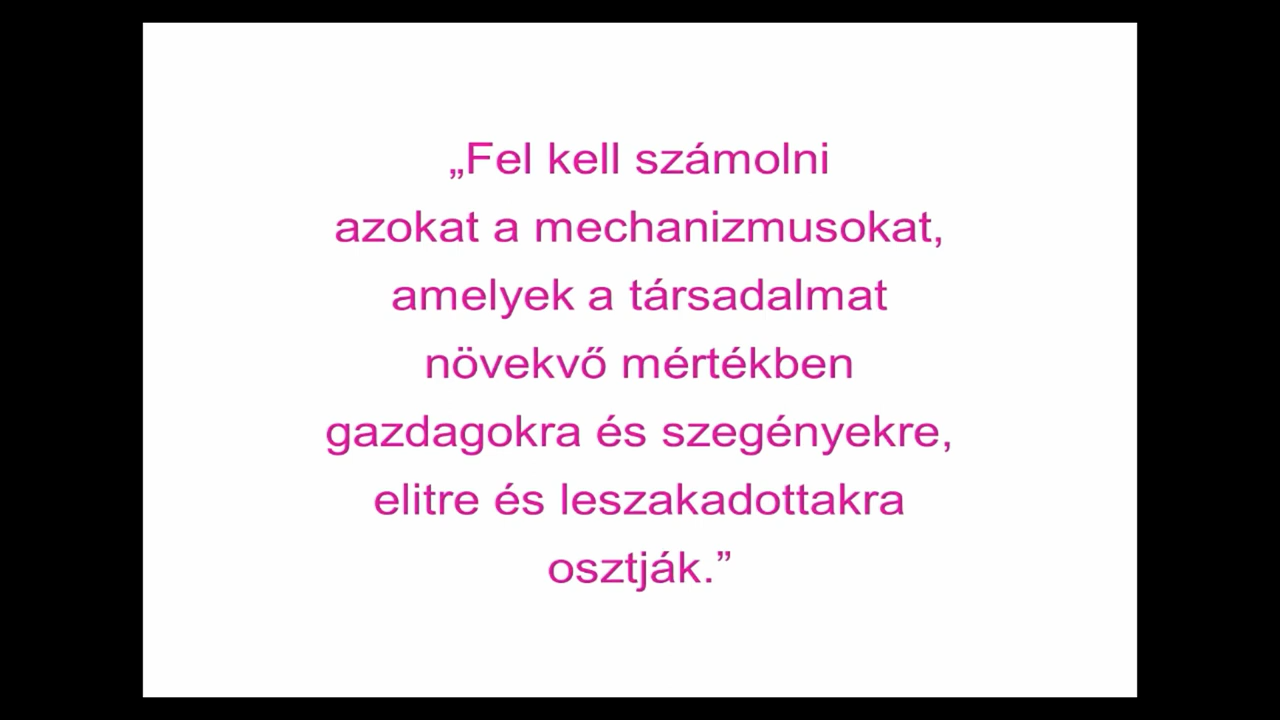 „Fel kell számolni
azokat a mechanizmusokat,
amelyek a társadalmat
növekvő mértékben
gazdagokra és szegényekre,
elitre és leszakadottakra
osztják.”